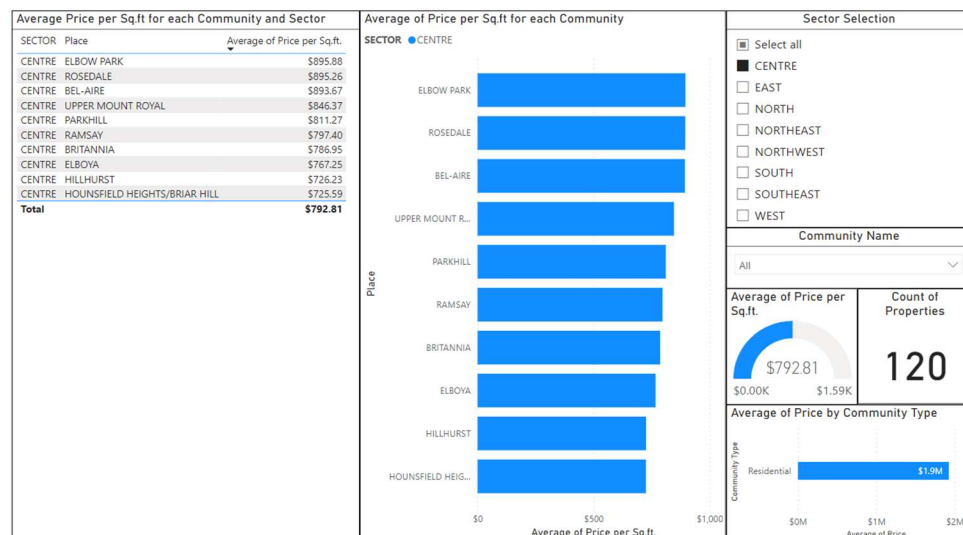 Average Price per Sq.ft for each Community and Sector
SECTOR Place Average of Price per Sq.ft.
CENTRE ELBOW PARK $895.88
CENTRE ROSEDALE $895.26
CENTRE BEL-AIRE $893.67
CENTRE UPPER MOUNT ROYAL $846.37
CENTRE PARKHILL $811.27
CENTRE RAMSAY $797.40
CENTRE BRITANNIA $786.95
CENTRE ELBOYA $767.25
CENTRE HILLHURST $726.23
CENTRE HOUNSFIELD HEIGHTS/BRIAR HILL $725.59
Total $792.81
Average of Price per Sq.ft for each Community
SECTOR CENTRE
Place
ELBOW PARK
ROSEDALE
BEL-AIRE
UPPER MOUNT R...
PARKHILL
RAMSAY
BRITANNIA
ELBOYA
HILLHURST
HOUNSFIELD HEIG...
$0 $500 $1,000
Average of Price per Sq.ft.
Sector Selection
Select all
CENTRE
EAST
NORTH
NORTHEAST
NORTHWEST
SOUTH
SOUTHEAST
WEST
Community Name
All
Average of Price per
Sq.ft.
$792.81
$0.00K $1.59K
Count of
Properties
120
Average of Price by Community Type
Community Type
Residential $1.9M
$0M $1M $2M
Average of Price